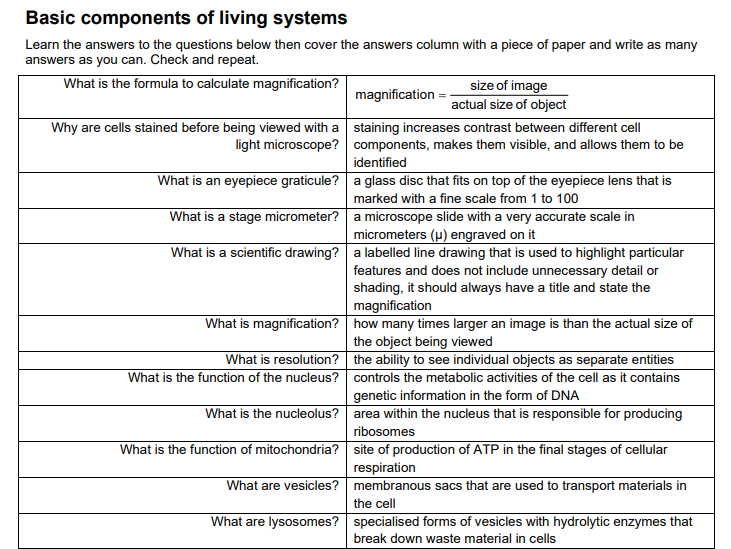 Basic components of living systems
Learn the answers to the questions below then cover the answers column with a piece of paper and write as many
answers as you can. Check and repeat.
What is the formula to calculate magnification?
magnification = size of image
actual size of object
Why are cells stained before being viewed with a
light microscope?
staining increases contrast between different cell
components, makes them visible, and allows them to be
identified
What is an eyepiece graticule?
a glass disc that fits on top of the eyepiece lens that is
marked with a fine scale from 1 to 100
What is a stage micrometer?
a microscope slide with a very accurate scale in
micrometers (µ) engraved on it
What is a scientific drawing?
a labelled line drawing that is used to highlight particular
features and does not include unnecessary detail or
shading, it should always have a title and state the
magnification
What is magnification?
how many times larger an image is than the actual size of
the object being viewed
What is resolution?
the ability to see individual objects as separate entities
What is the function of the nucleus?
controls the metabolic activities of the cell as it contains
genetic information in the form of DNA
What is the nucleolus?
area within the nucleus that is responsible for producing
ribosomes
What is the function of mitochondria?
site of production of ATP in the final stages of cellular
respiration
What are vesicles?
membranous sacs that are used to transport materials in
the cell
What are lysosomes?
specialised forms of vesicles with hydrolytic enzymes that
break down waste material in cells